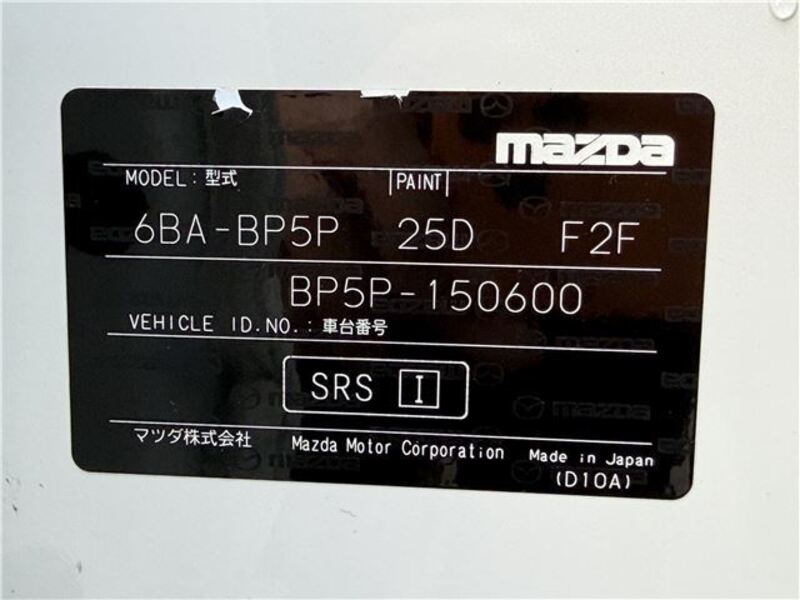 mazda
MODEL : 型式 PAINT
6BA-BP5P 25D F2F
BP5P-150600
VEHICLE ID.NO. : 車台番号
SRS I
マツダ株式会社 Mazda Motor Corporation Made in Japan
(D10A)